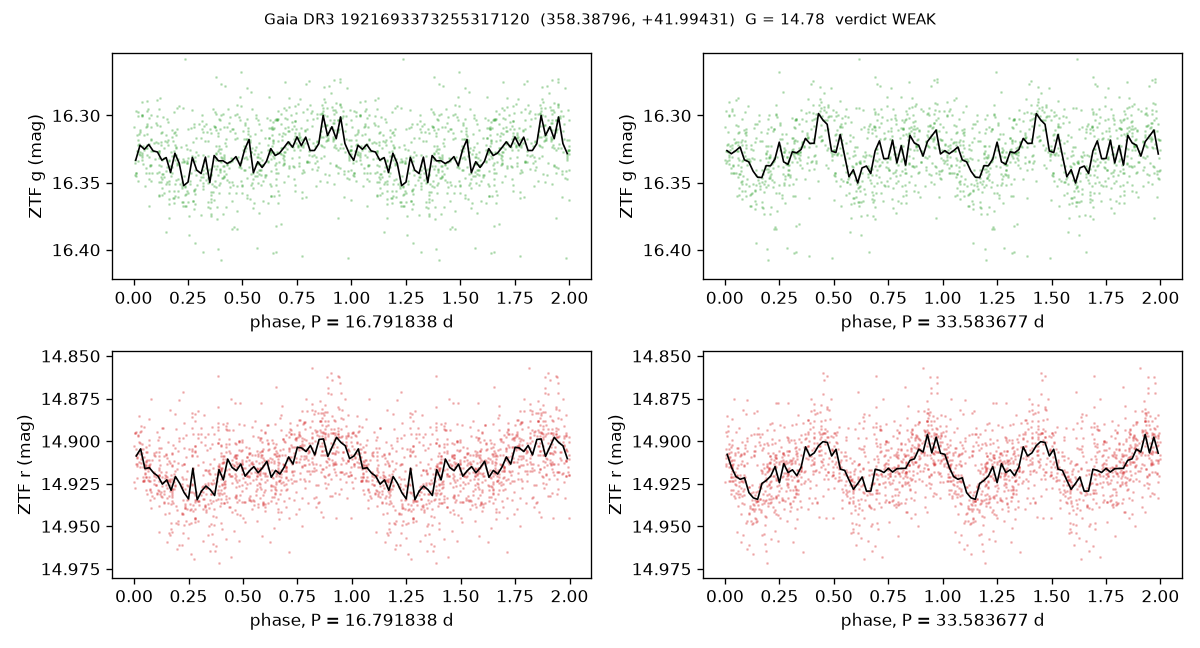 Gaia DR3 1921693373255317120 (358.38796, +41.99431) G = 14.78 verdict WEAK
ZTF g (mag)
16.30
16.35
16.40
0.00 0.25 0.50 0.75 1.00 1.25 1.50 1.75 2.00
phase, P = 16.791838 d
ZTF g (mag)
16.30
16.35
16.40
0.00 0.25 0.50 0.75 1.00 1.25 1.50 1.75 2.00
phase, P = 33.583677 d
ZTF r (mag)
14.850
14.875
14.900
14.925
14.950
14.975
0.00 0.25 0.50 0.75 1.00 1.25 1.50 1.75 2.00
phase, P = 16.791838 d
ZTF r (mag)
14.850
14.875
14.900
14.925
14.950
14.975
0.00 0.25 0.50 0.75 1.00 1.25 1.50 1.75 2.00
phase, P = 33.583677 d